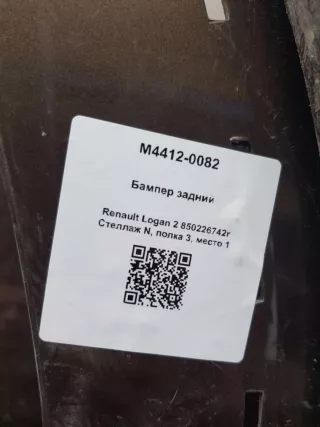 M4412-0082
Бампер задний
Renault Logan 2 850226742r
Стеллаж N, полка 3, место 1